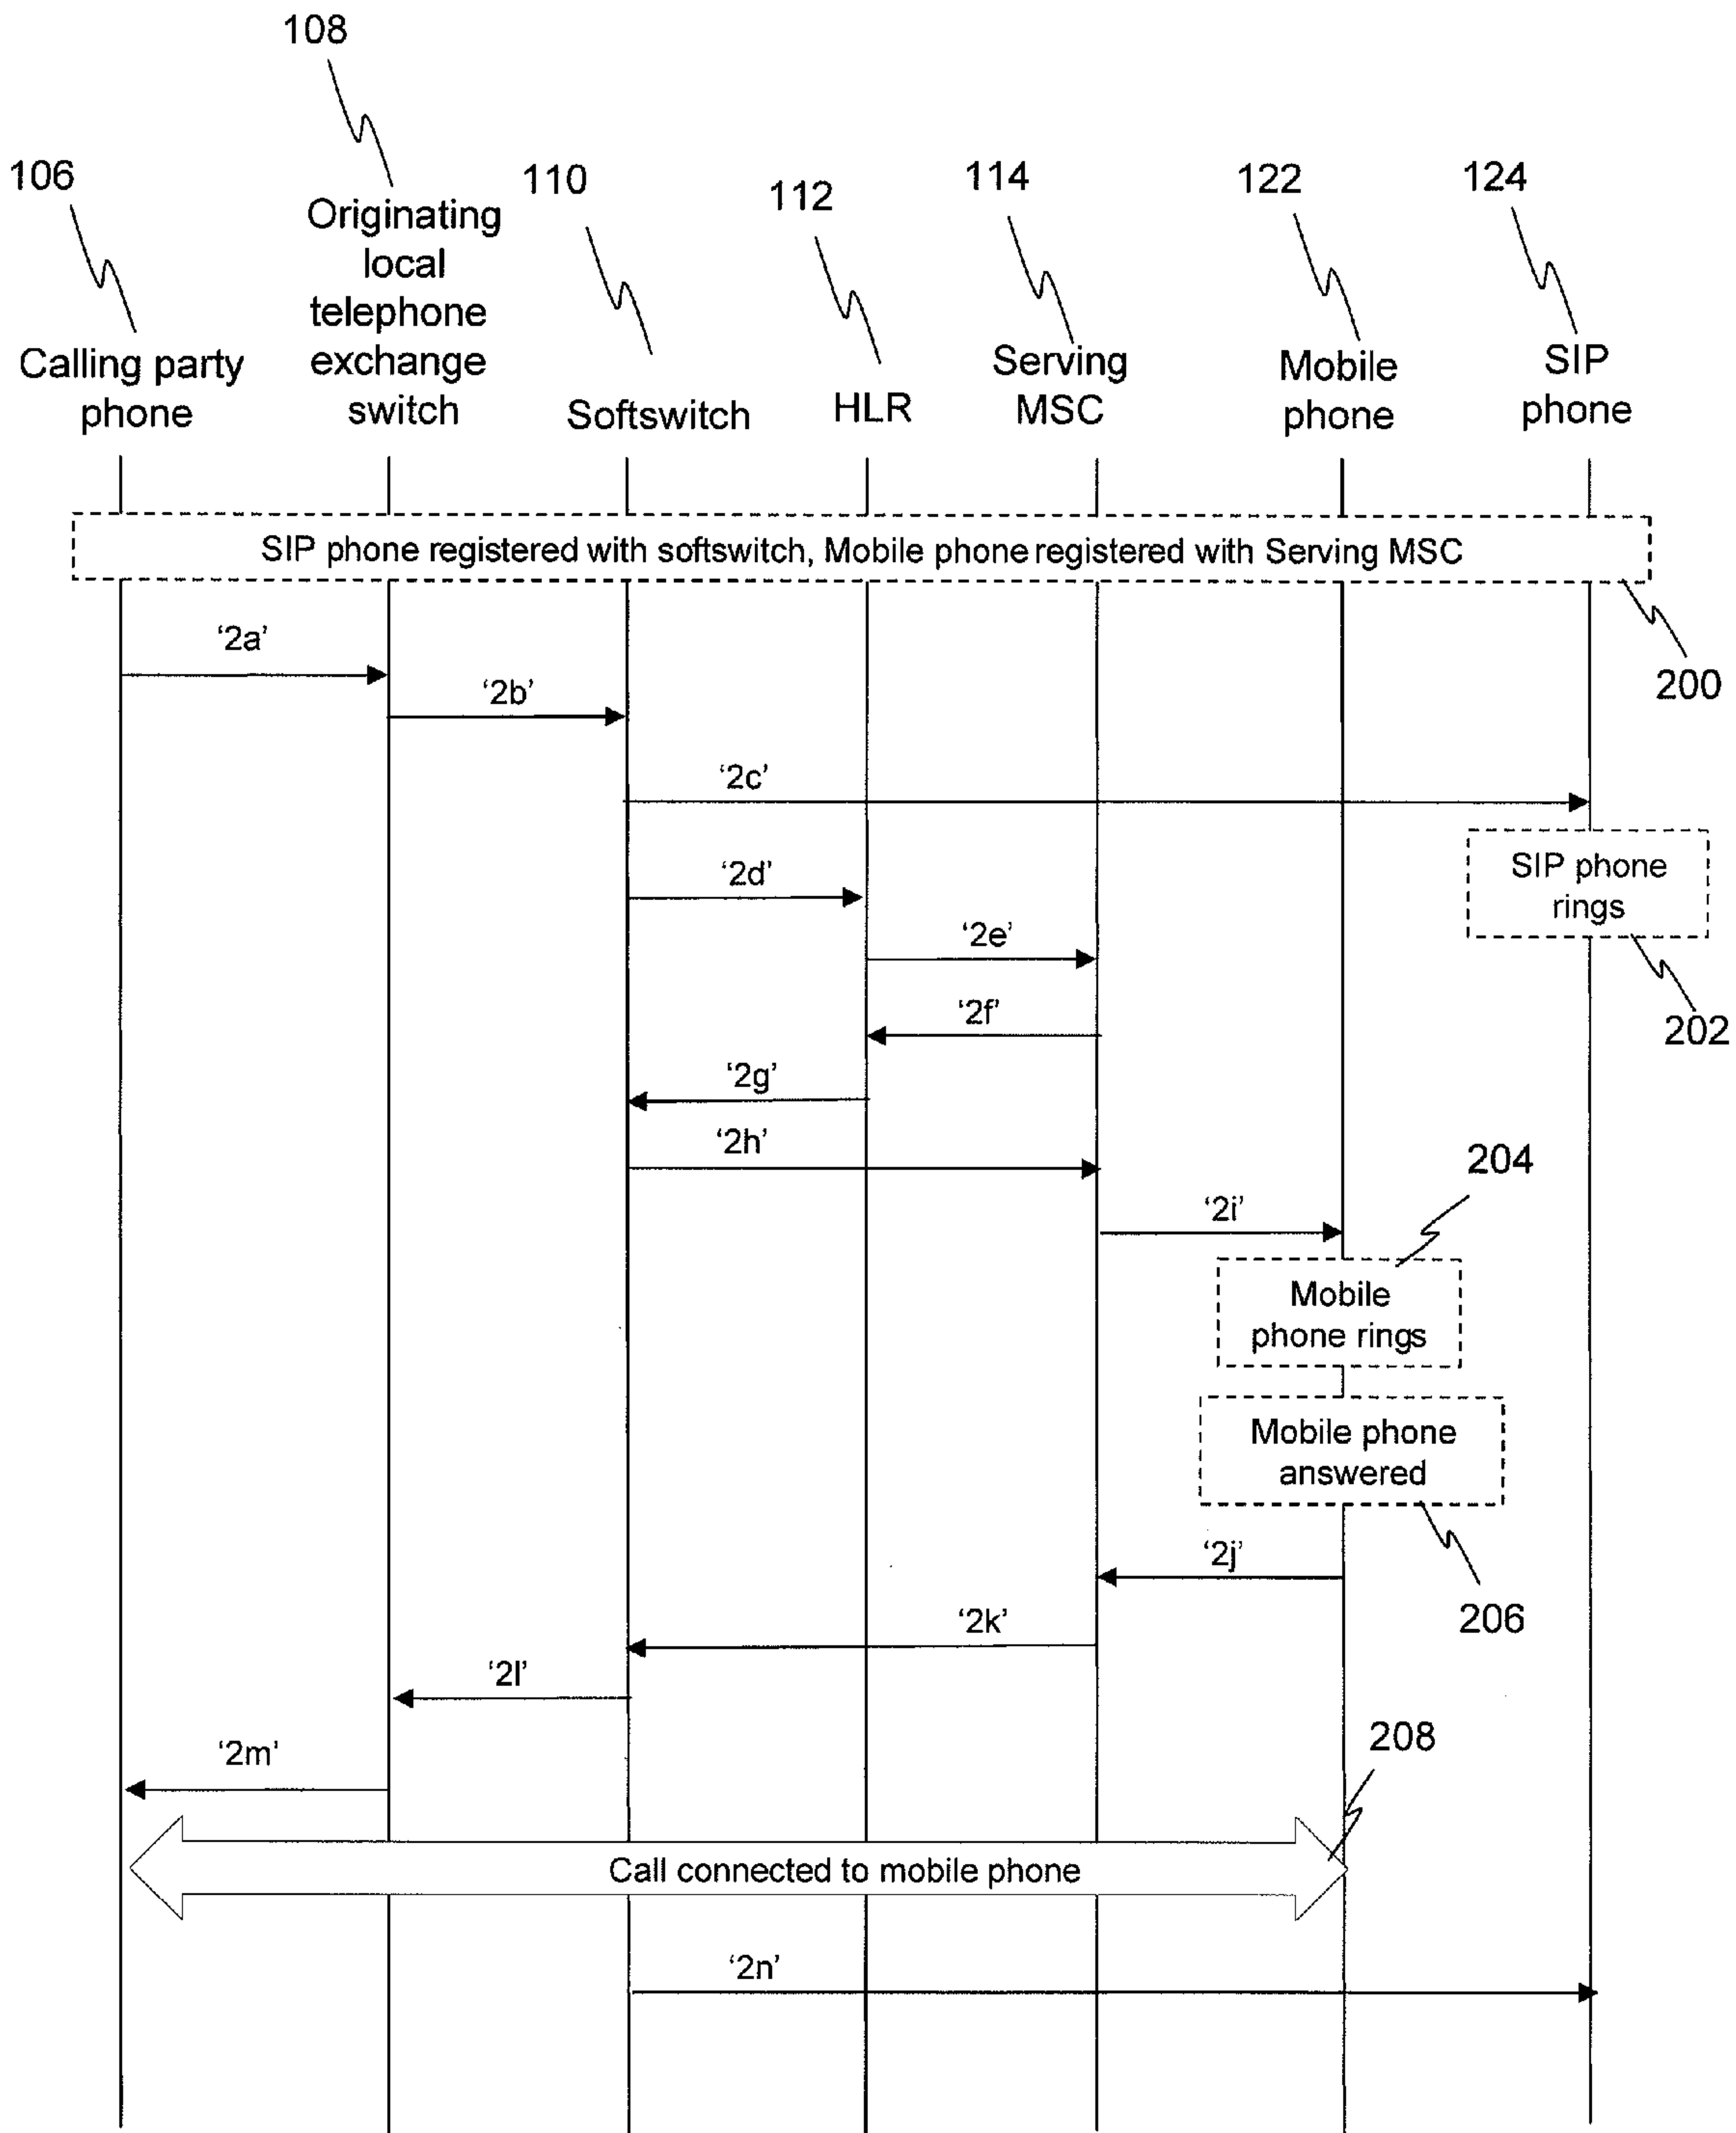 108
106
110
112
114
122
124
Originating
local
telephone
exchange
switch
Calling party
phone
Softswitch
HLR
Serving
MSC
Mobile
phone
SIP
phone
SIP phone registered with softswitch, Mobile phone registered with Serving MSC
200
‘2a’
‘2b’
‘2c’
SIP phone
rings
202
‘2d’
‘2e’
‘2f’
‘2g’
‘2h’
204
‘2i’
Mobile
phone rings
Mobile phone
answered
206
‘2j’
‘2k’
‘2l’
‘2m’
208
Call connected to mobile phone
‘2n’